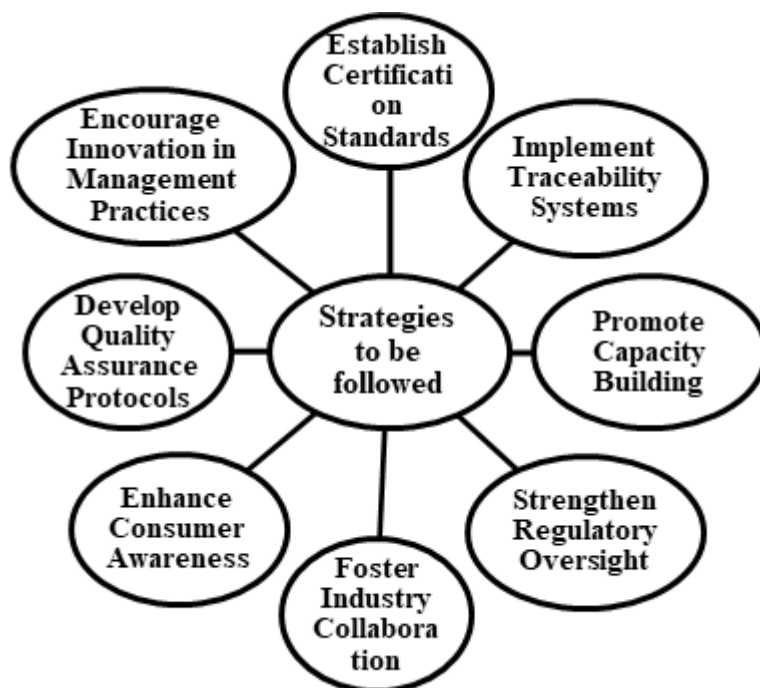 Establish
Certificati
on
Standards
Encourage
Innovation in
Management
Practices
Implement
Traceability
Systems
Develop
Quality
Assurance
Protocols
Strategies
to be
followed
Promote
Capacity
Building
Enhance
Consumer
Awareness
Foster
Industry
Collabora
tion
Strengthen
Regulatory
Oversight